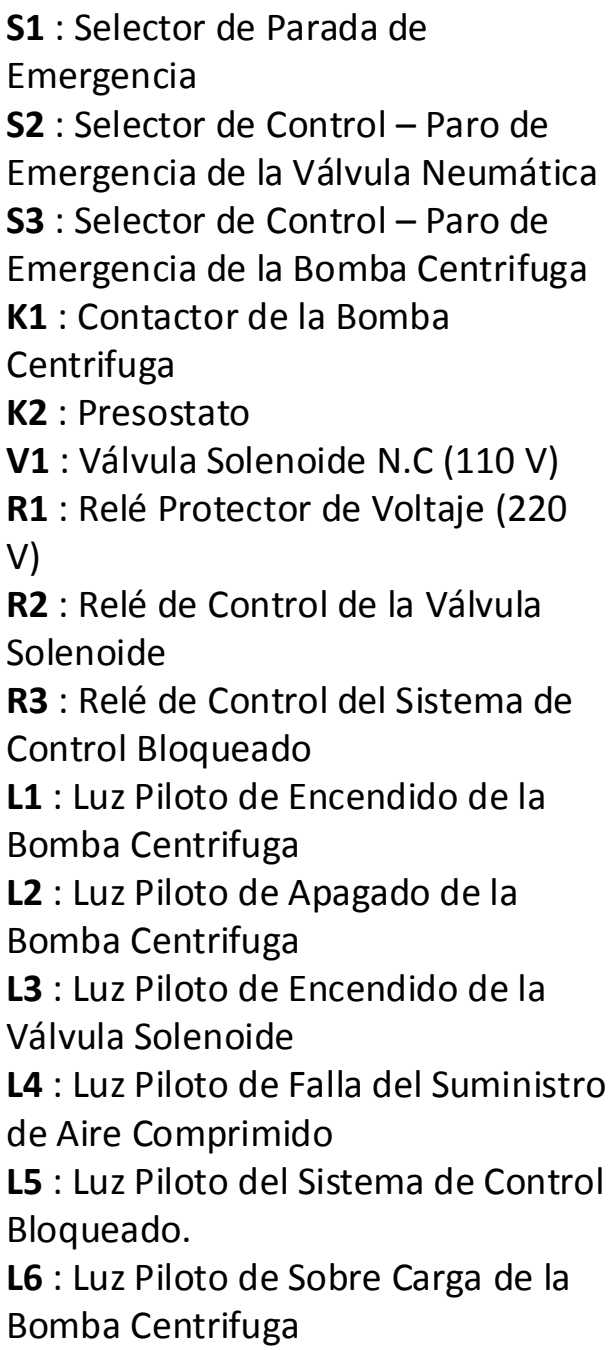 S1 : Selector de Parada de
Emergencia
S2 : Selector de Control – Paro de
Emergencia de la Válvula Neumática
S3 : Selector de Control – Paro de
Emergencia de la Bomba Centrifuga
K1 : Contactor de la Bomba
Centrifuga
K2 : Presostato
V1 : Válvula Solenoide N.C (110 V)
R1 : Relé Protector de Voltaje (220
V)
R2 : Relé de Control de la Válvula
Solenoide
R3 : Relé de Control del Sistema de
Control Bloqueado
L1 : Luz Piloto de Encendido de la
Bomba Centrifuga
L2 : Luz Piloto de Apagado de la
Bomba Centrifuga
L3 : Luz Piloto de Encendido de la
Válvula Solenoide
L4 : Luz Piloto de Falla del Suministro
de Aire Comprimido
L5 : Luz Piloto del Sistema de Control
Bloqueado.
L6 : Luz Piloto de Sobre Carga de la
Bomba Centrifuga